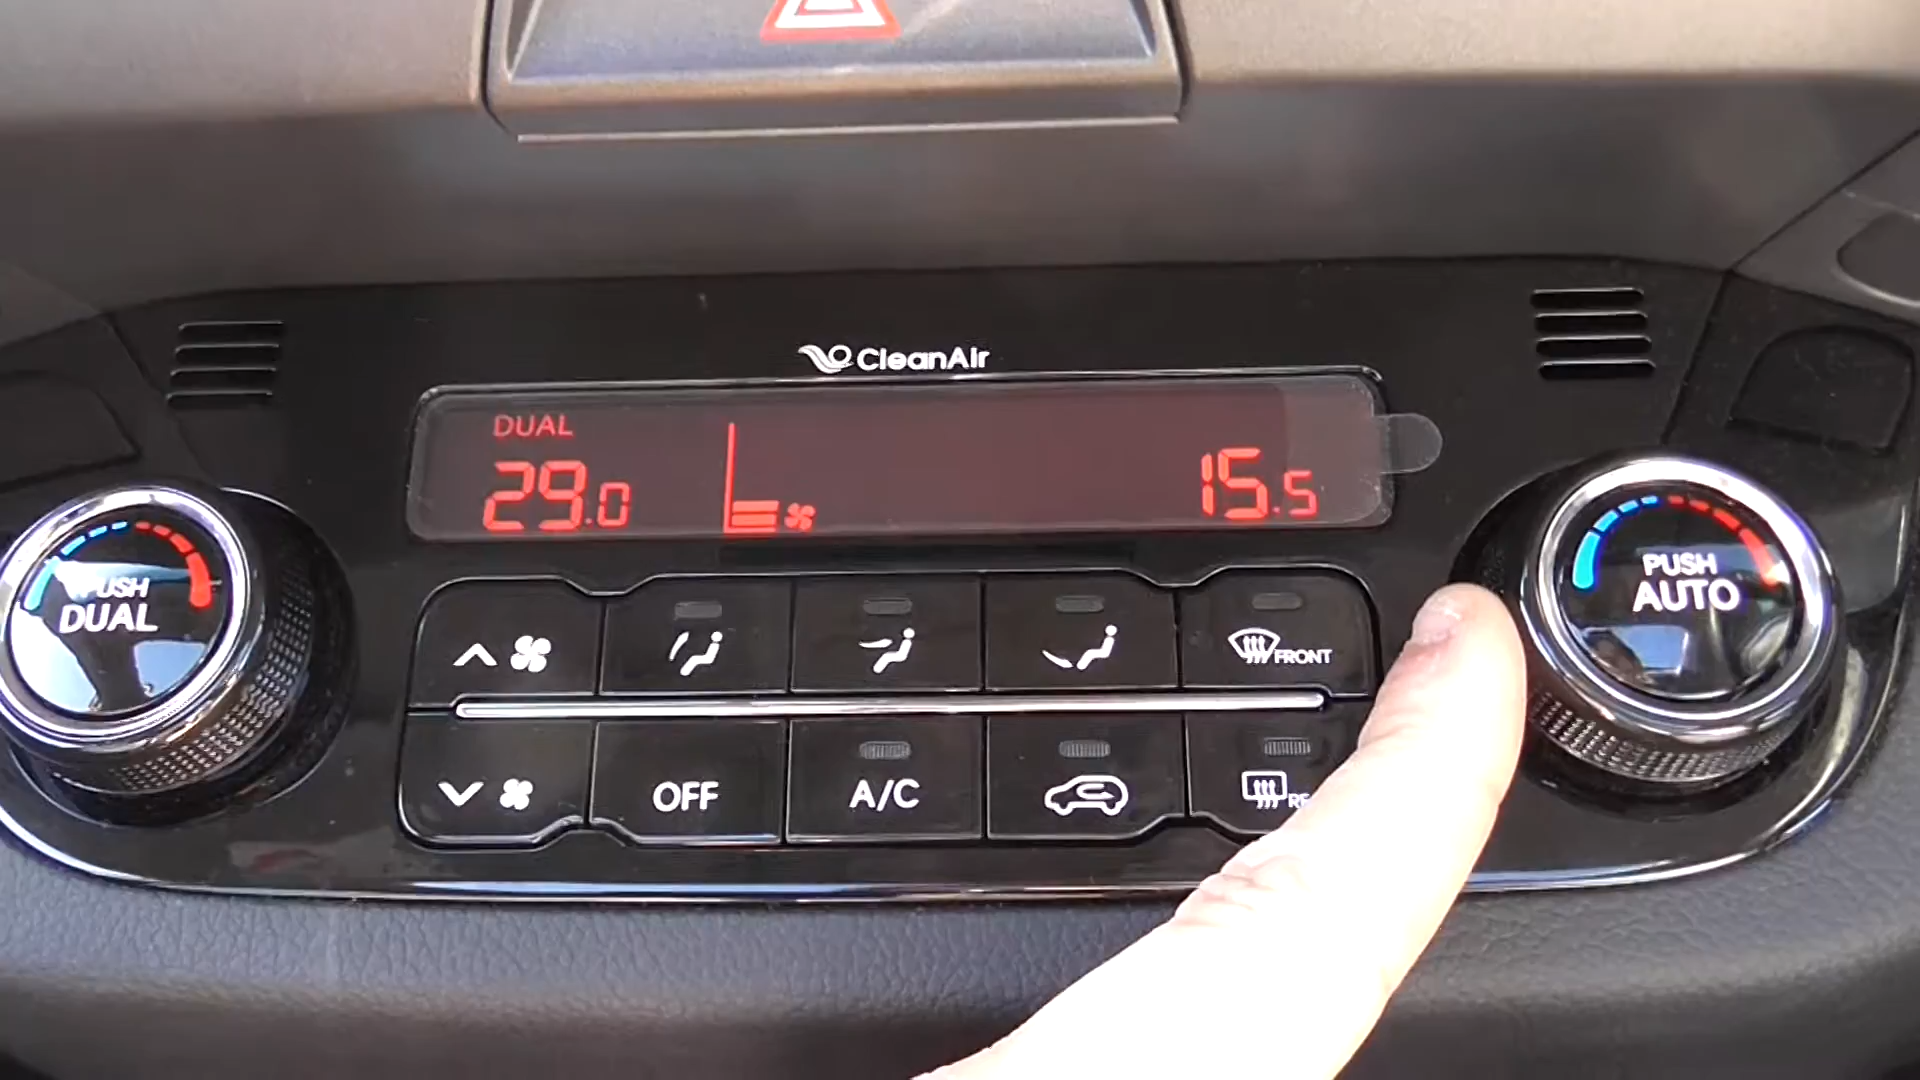 CleanAir
DUAL
29.0
15.5
PUSH
DUAL
PUSH
AUTO
FRONT
OFF
A/C